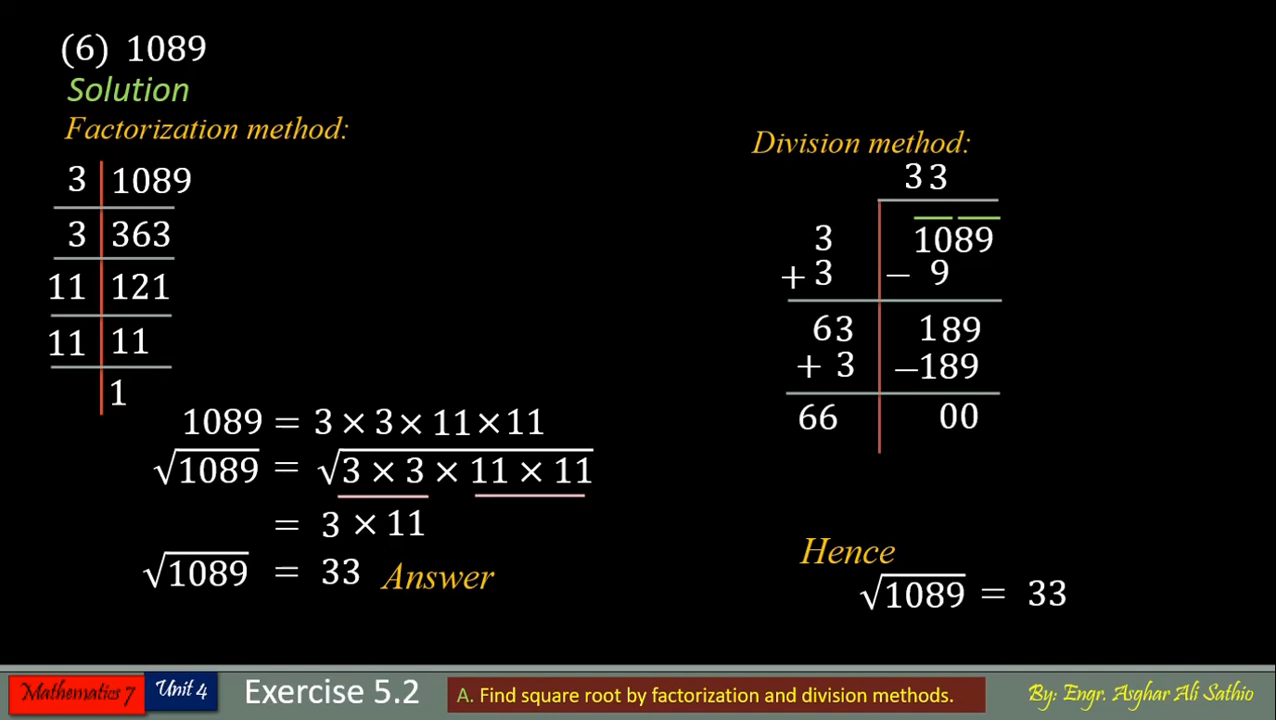 (6) 1089
Solution
Factorization method:
3 1089
3 363
11 121
11 11
1
1089 = 3 × 3 × 11 × 11
√1089 = √3 × 3 × 11 × 11
= 3 × 11
√1089 = 33 Answer
Division method:
33
3 1089
+ 3 − 9
63 189
+ 3 −189
66 00
Hence
√1089 = 33
Mathematics 7 Unit 4 Exercise 5.2 A. Find square root by factorization and division methods. By: Engr. Asghar Ali Sathio